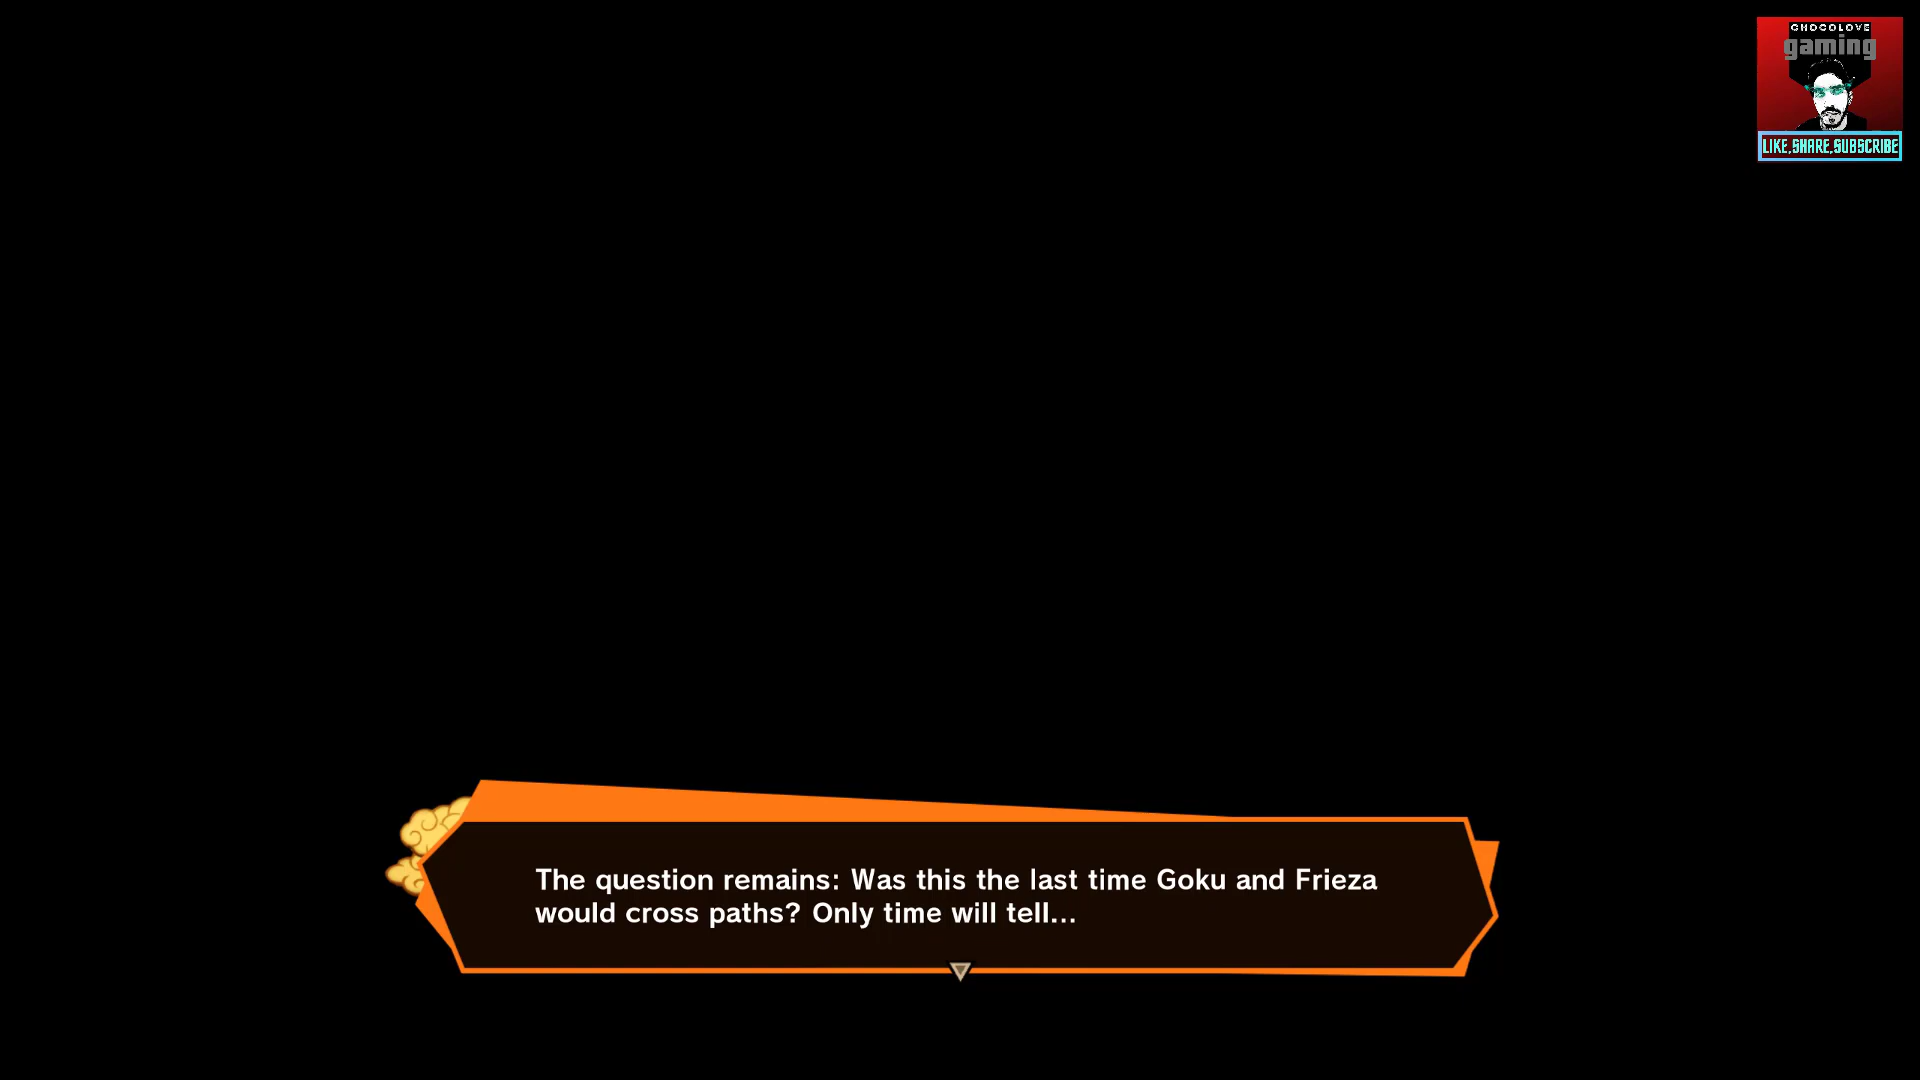 CHOCOLOVE
gaming
LIKE,SHARE,SUBSCRIBE
The question remains: Was this the last time Goku and Frieza
would cross paths? Only time will tell...